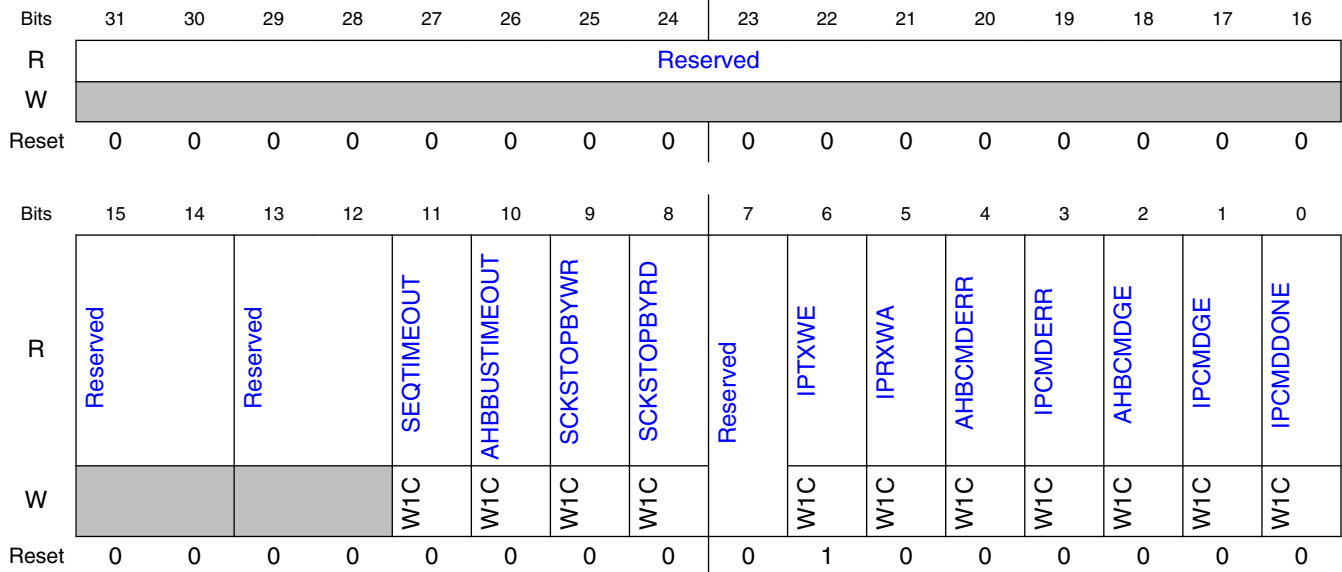 Bits 31 30 29 28 27 26 25 24 23 22 21 20 19 18 17 16
R Reserved
W
Reset 0 0 0 0 0 0 0 0 0 0 0 0 0 0 0 0
Bits 15 14 13 12 11 10 9 8 7 6 5 4 3 2 1 0
R Reserved Reserved SEQTIMEOUT AHBBUSTIMEOUT SCKSTOPBYWR SCKSTOPBYRD Reserved IPTXWE IPRXWA AHBCMDERR IPCMDERR AHBCMDGE IPCMDGE IPCMDDONE
W W1C W1C W1C W1C W1C W1C W1C W1C W1C W1C W1C
Reset 0 0 0 0 0 0 0 0 0 1 0 0 0 0 0 0